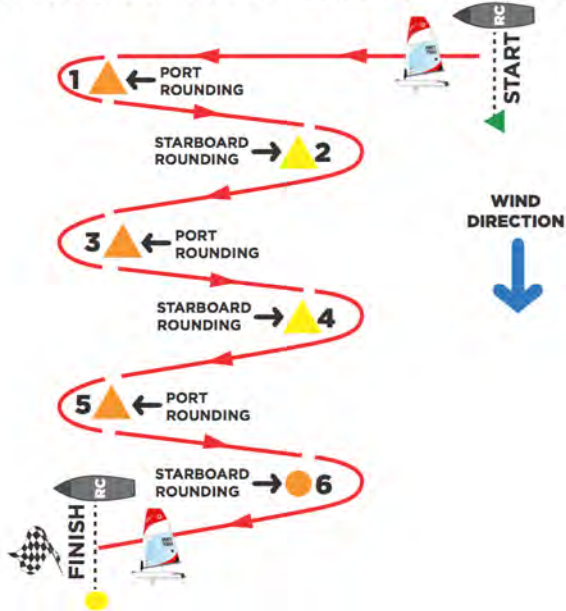 RC
START
1
PORT
ROUNDING
STARBOARD
ROUNDING
2
WIND
DIRECTION
3
PORT
ROUNDING
STARBOARD
ROUNDING
4
5
PORT
ROUNDING
STARBOARD
ROUNDING
6
RC
FINISH